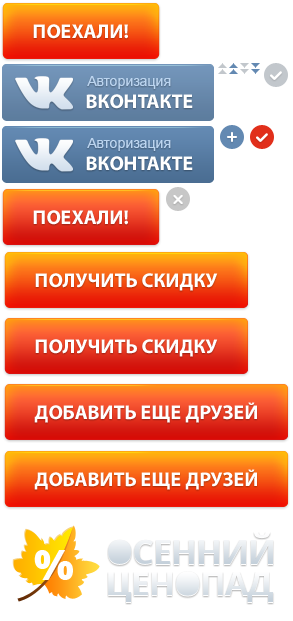 ПОЕХАЛИ!
Авторизация
ВКОНТАКТЕ
Авторизация
ВКОНТАКТЕ
ПОЕХАЛИ!
ПОЛУЧИТЬ СКИДКУ
ПОЛУЧИТЬ СКИДКУ
ДОБАВИТЬ ЕЩЕ ДРУЗЕЙ
ДОБАВИТЬ ЕЩЕ ДРУЗЕЙ
%
ОСЕННИЙ
ЦЕНОПАД